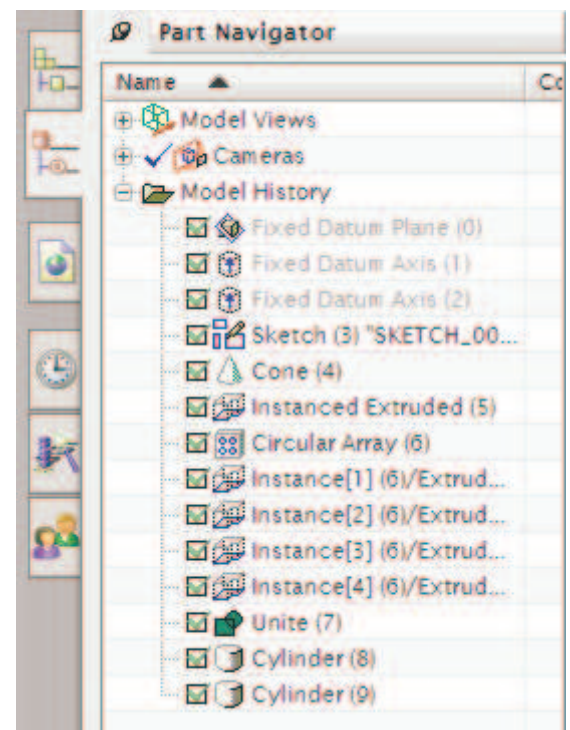 Part Navigator
Name Co
Model Views
Cameras
Model History
Fixed Datum Plane (0)
Fixed Datum Axis (1)
Fixed Datum Axis (2)
Sketch (3) "SKETCH_00...
Cone (4)
Instanced Extruded (5)
Circular Array (6)
Instance[1] (6)/Extrud...
Instance[2] (6)/Extrud...
Instance[3] (6)/Extrud...
Instance[4] (6)/Extrud...
Unite (7)
Cylinder (8)
Cylinder (9)